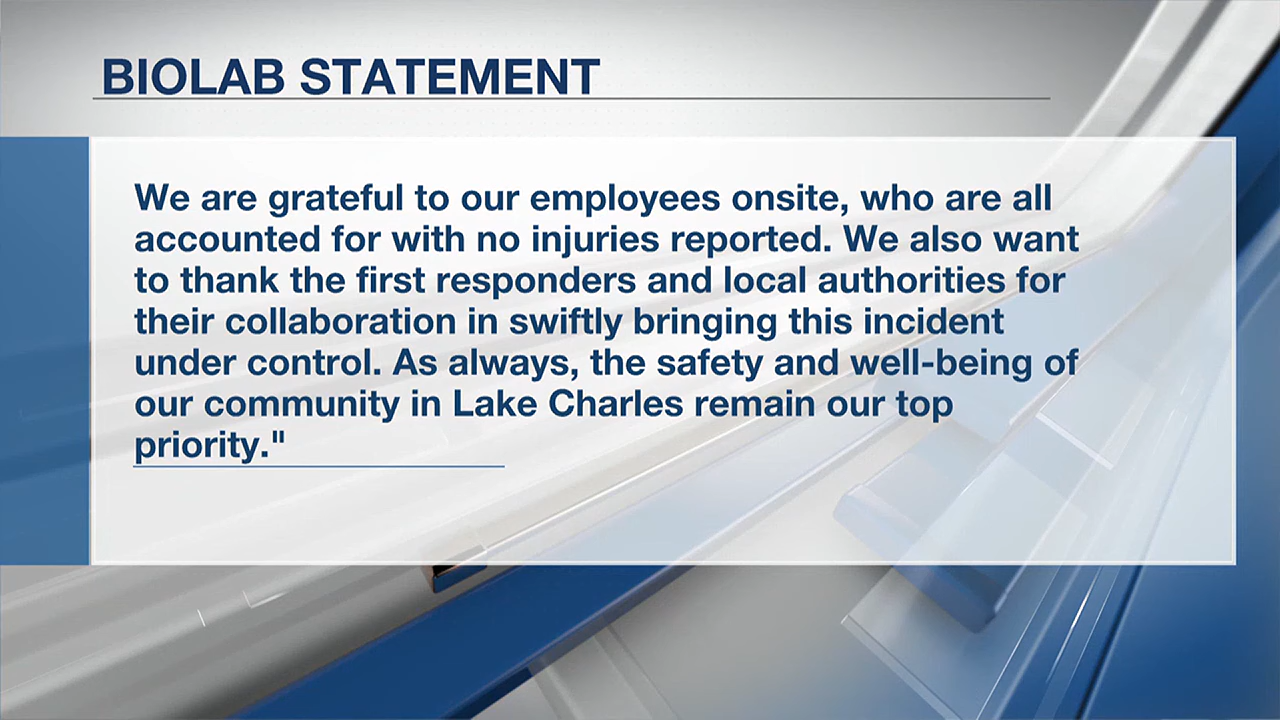 BIOLAB STATEMENT
We are grateful to our employees onsite, who are all
accounted for with no injuries reported. We also want
to thank the first responders and local authorities for
their collaboration in swiftly bringing this incident
under control. As always, the safety and well-being of
our community in Lake Charles remain our top
priority."